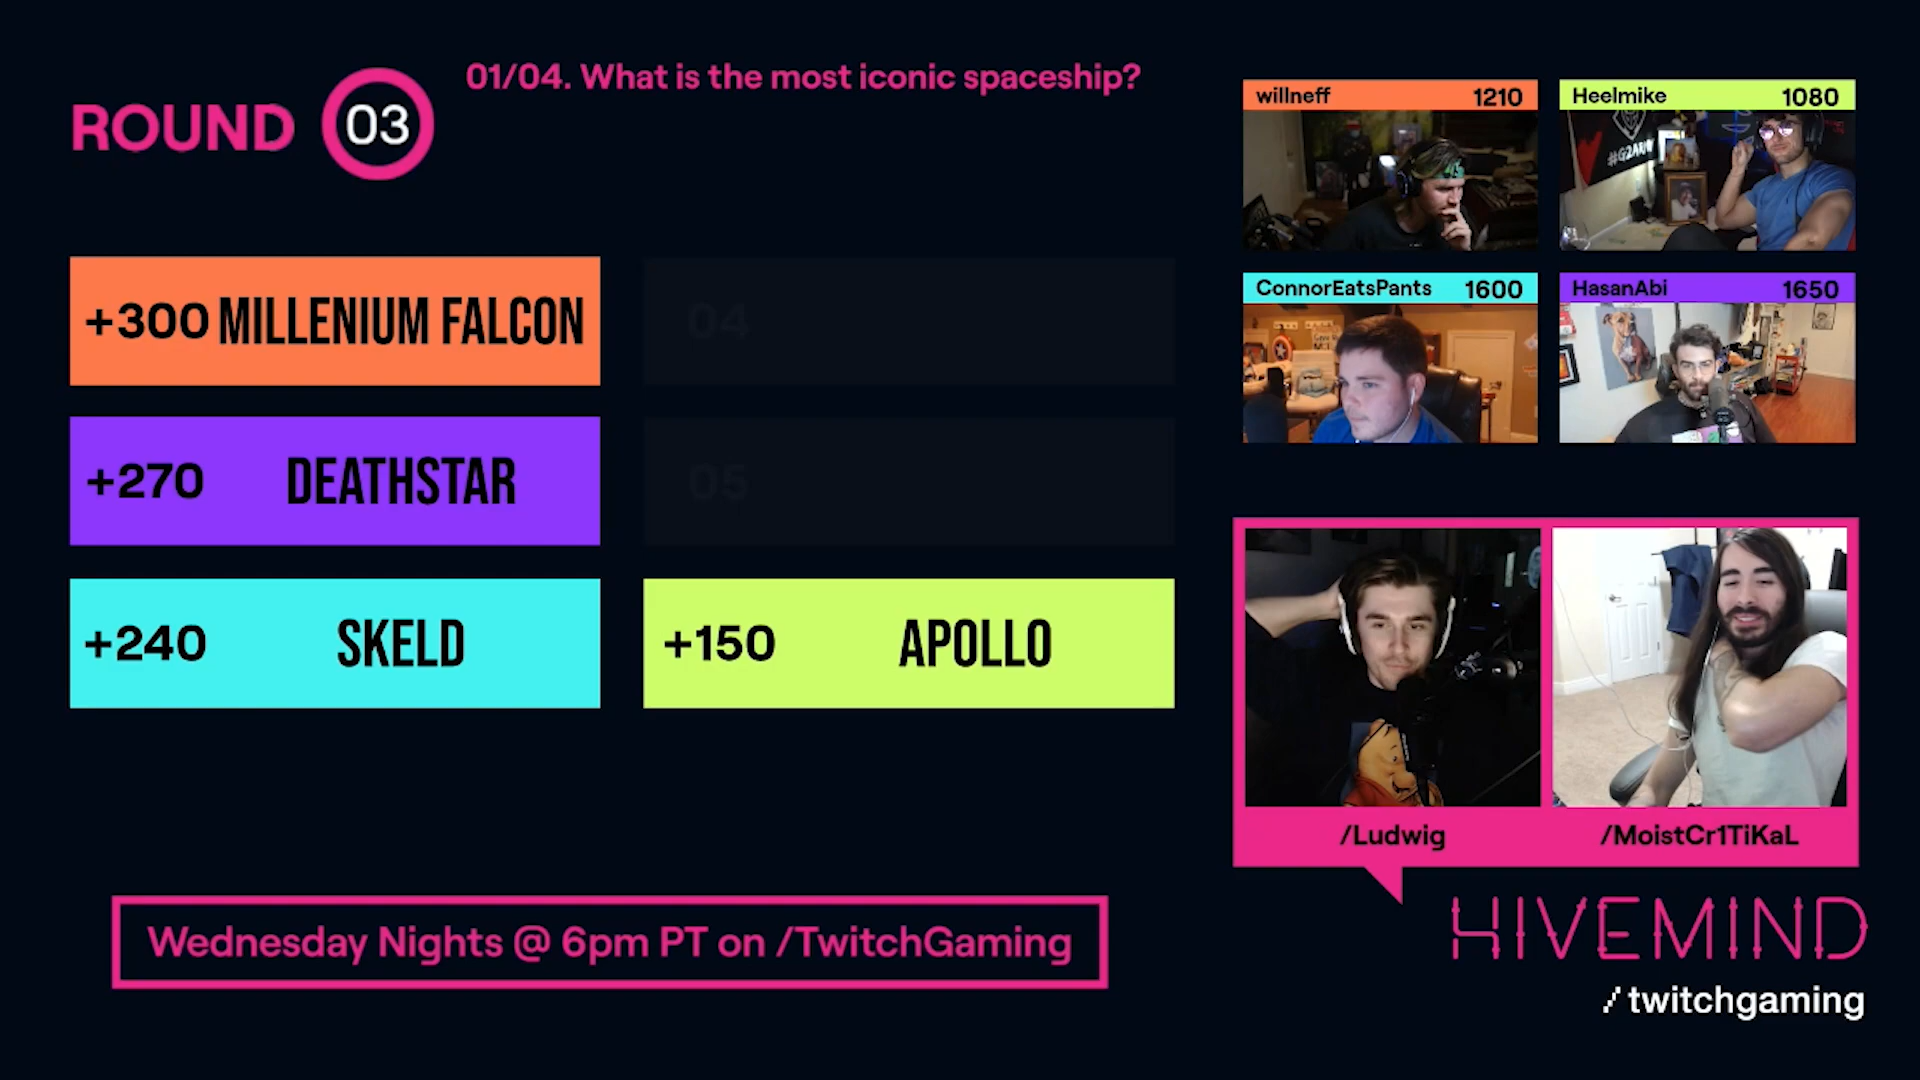 ROUND 03
01/04. What is the most iconic spaceship?
+300 MILLENIUM FALCON
04
+270 DEATHSTAR
05
+240 SKELD
+150 APOLLO
Wednesday Nights @ 6pm PT on /TwitchGaming
willneff 1210
Heelmike 1080
#G2ARMY
ConnorEatsPants 1600
HasanAbi 1650
/Ludwig
/MoistCr1TiKaL
HIVEMIND
/twitchgaming